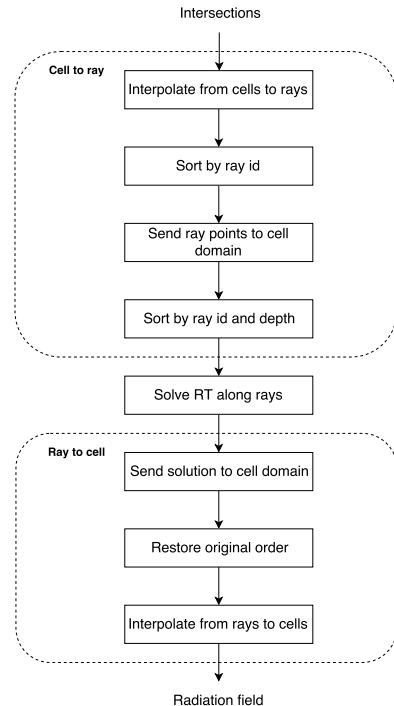 Intersections
Cell to ray
Interpolate from cells to rays
Sort by ray id
Send ray points to cell
domain
Sort by ray id and depth
Solve RT along rays
Ray to cell
Send solution to cell domain
Restore original order
Interpolate from rays to cells
Radiation field